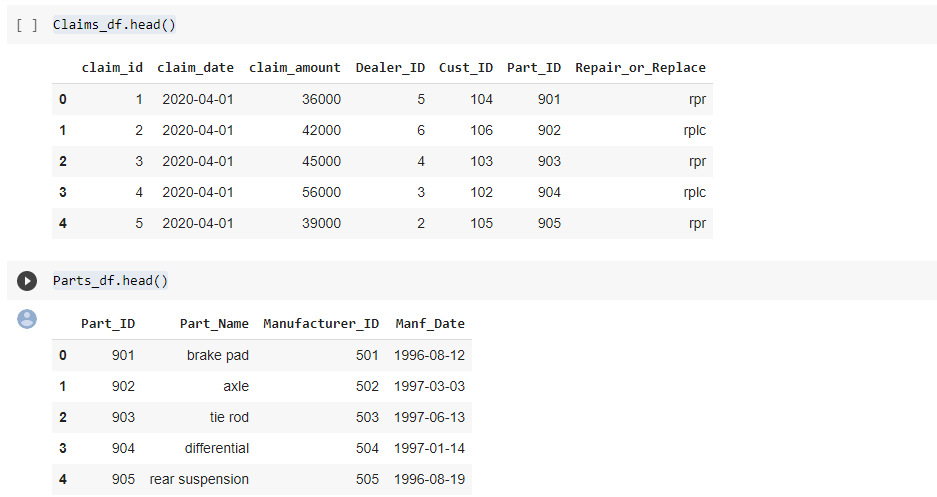 [ ] Claims_df.head()
claim_id claim_date claim_amount Dealer_ID Cust_ID Part_ID Repair_or_Replace
0 1 2020-04-01 36000 5 104 901 rpr
1 2 2020-04-01 42000 6 106 902 rplc
2 3 2020-04-01 45000 4 103 903 rpr
3 4 2020-04-01 56000 3 102 904 rplc
4 5 2020-04-01 39000 2 105 905 rpr
Parts_df.head()
Part_ID Part_Name Manufacturer_ID Manf_Date
0 901 brake pad 501 1996-08-12
1 902 axle 502 1997-03-03
2 903 tie rod 503 1997-06-13
3 904 differential 504 1997-01-14
4 905 rear suspension 505 1996-08-19